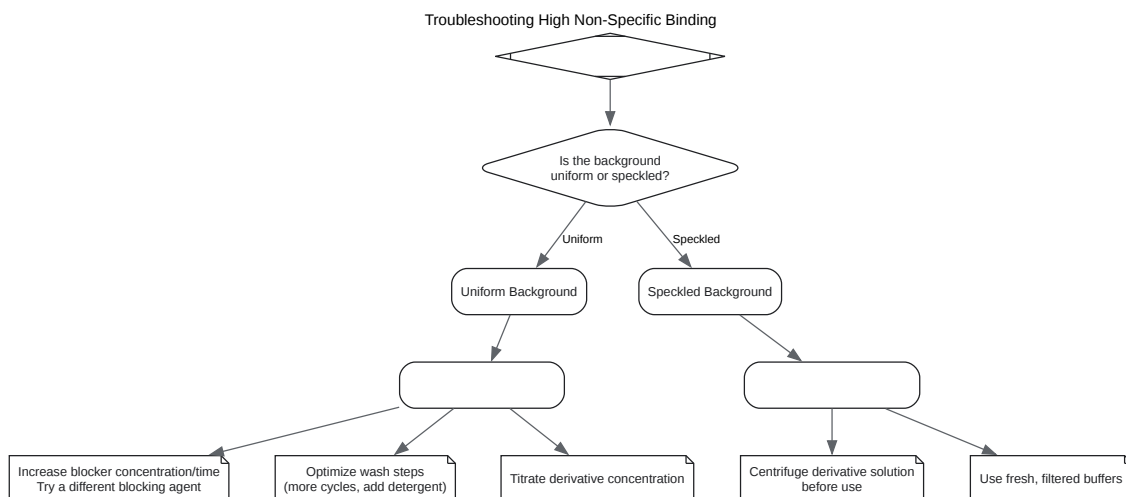 Troubleshooting High Non-Specific Binding
Is the background
uniform or speckled?
Uniform
Speckled
Uniform Background
Speckled Background
Increase blocker concentration/time
Try a different blocking agent
Optimize wash steps
(more cycles, add detergent)
Titrate derivative concentration
Centrifuge derivative solution
before use
Use fresh, filtered buffers